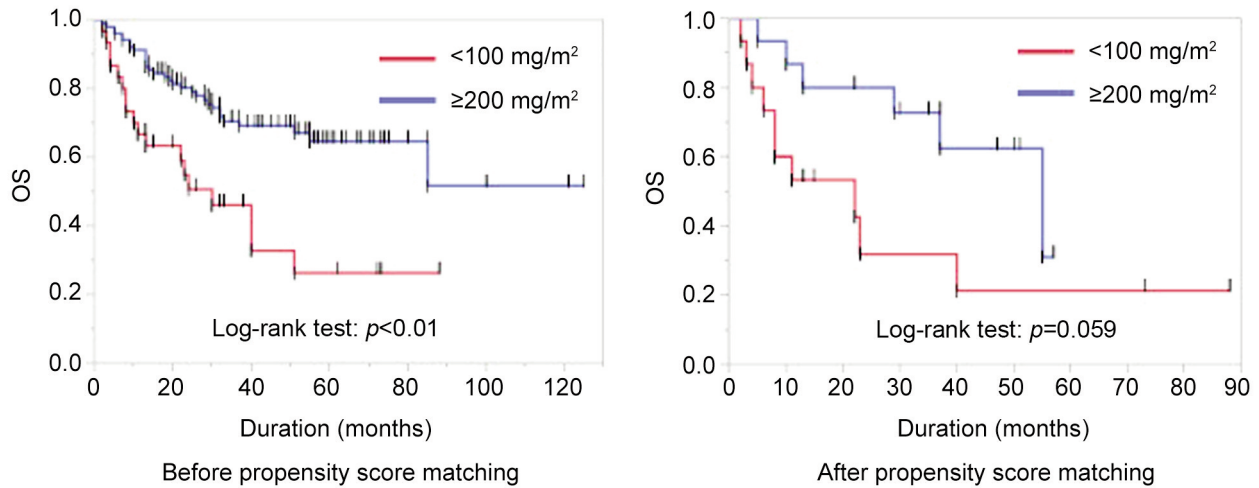 1.0
0.8
0.6
0.4
0.2
0.0
OS
<100 mg/m²
≥200 mg/m²
Log-rank test: p<0.01
0 20 40 60 80 100 120
Duration (months)
Before propensity score matching
1.0
0.8
0.6
0.4
0.2
0.0
OS
<100 mg/m²
≥200 mg/m²
Log-rank test: p=0.059
0 10 20 30 40 50 60 70 80 90
Duration (months)
After propensity score matching